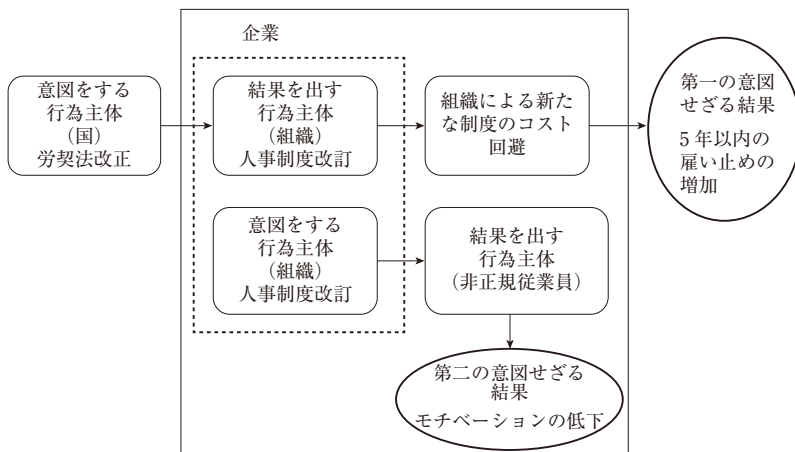 企業
意図をする
行為主体
（国）
労契法改正
結果を出す
行為主体
（組織）
人事制度改訂
組織による新た
な制度のコスト
回避
第一の意図
せざる結果
5 年以内の
雇い止めの
増加
意図をする
行為主体
（組織）
人事制度改訂
結果を出す
行為主体
（非正規従業員）
第二の意図せざる
結果
モチベーションの低下